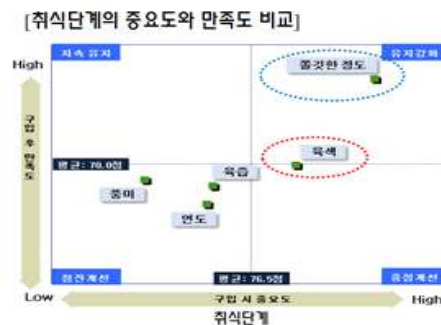 [취식단계의 중요도와 만족도 비교]
High
지속 유지
유지강화
쫄깃한 정도
구입 후 만족도
평균: 70.0점
육색
풍미
육즙
연도
점진개선
평균: 76.5점
중점개선
Low
구입 시 중요도
High
취식단계